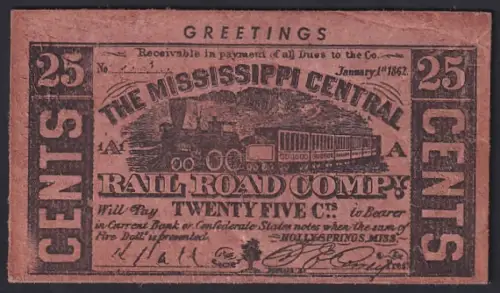 GREETINGS
Receivable in payment of all Dues to the Co.
No 1 January 1st 1862.
25 THE MISSISSIPPI CENTRAL 25
CENTS
A A
RAIL ROAD COMPY.
CENTS
Will Pay TWENTY FIVE CTS. to Bearer
in Current Bank or Confederate States notes when the sum of
Five Dolls. is presented. HOLLY SPRINGS, MISS.
Pres